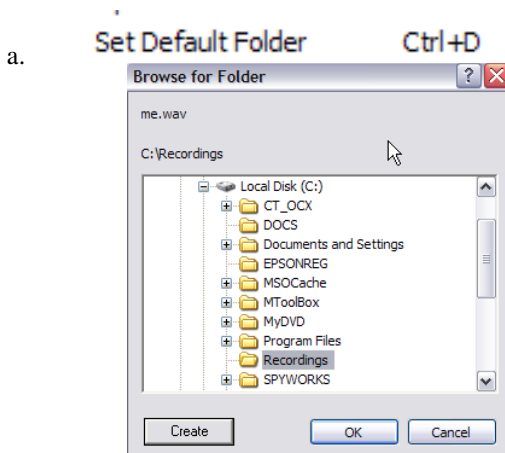 Set Default Folder Ctrl+D
a.
Browse for Folder
me.wav
C:\Recordings
Local Disk (C:)
CT_OCX
DOCS
Documents and Settings
EPSONREG
MSOCache
MToolBox
MyDVD
Program Files
Recordings
SPYWORKS
Create OK Cancel